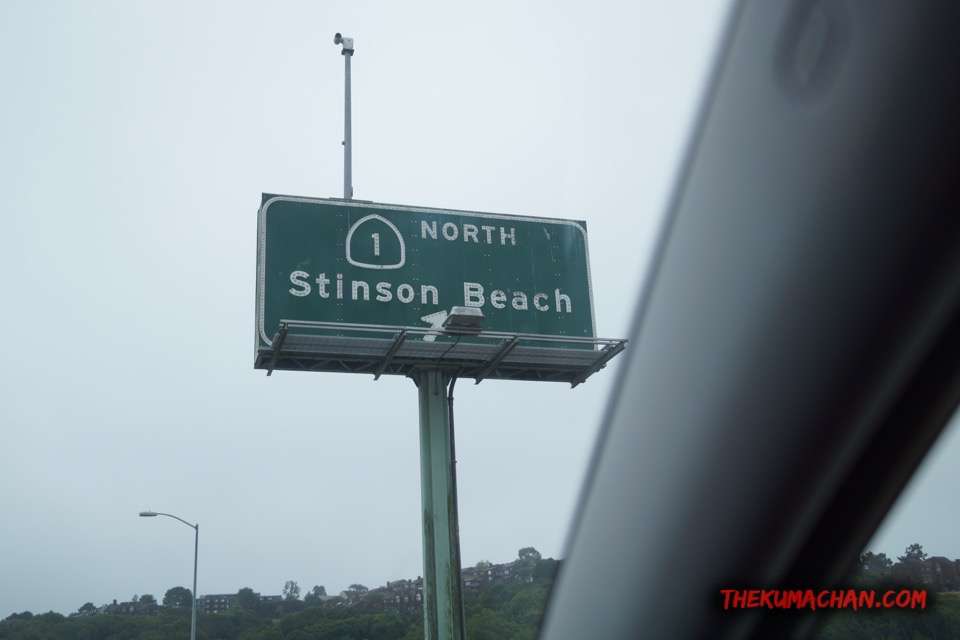 1 NORTH
Stinson Beach
THEKUMACHAN.COM